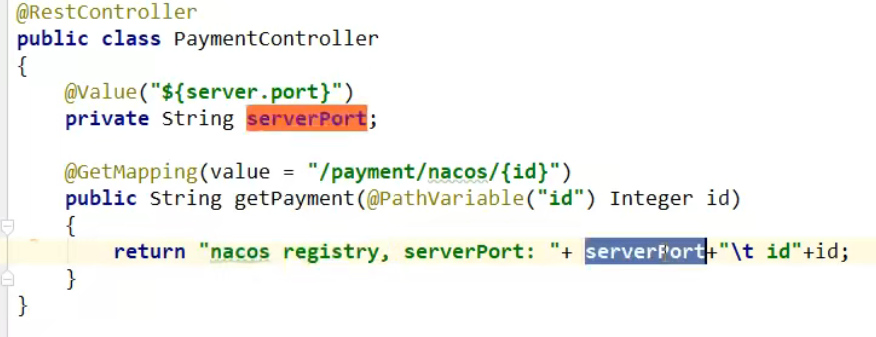 @RestController
public class PaymentController
{
@Value("${server.port}")
private String serverPort;
@GetMapping(value = "/payment/nacos/{id}")
public String getPayment(@PathVariable("id") Integer id)
{
return "nacos registry, serverPort: "+ serverPort+"\t id"+id;
}
}